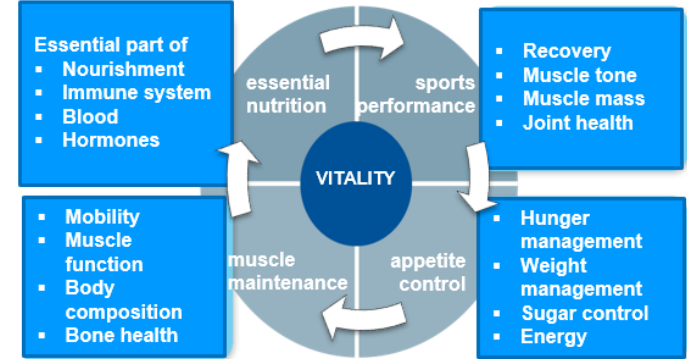 Essential part of
▪ Nourishment
▪ Immune system
▪ Blood
▪ Hormones
essential
nutrition
sports
performance
▪ Recovery
▪ Muscle tone
▪ Muscle mass
▪ Joint health
VITALITY
▪ Mobility
▪ Muscle
function
▪ Body
composition
▪ Bone health
muscle
maintenance
appetite
control
▪ Hunger
management
▪ Weight
management
▪ Sugar control
▪ Energy